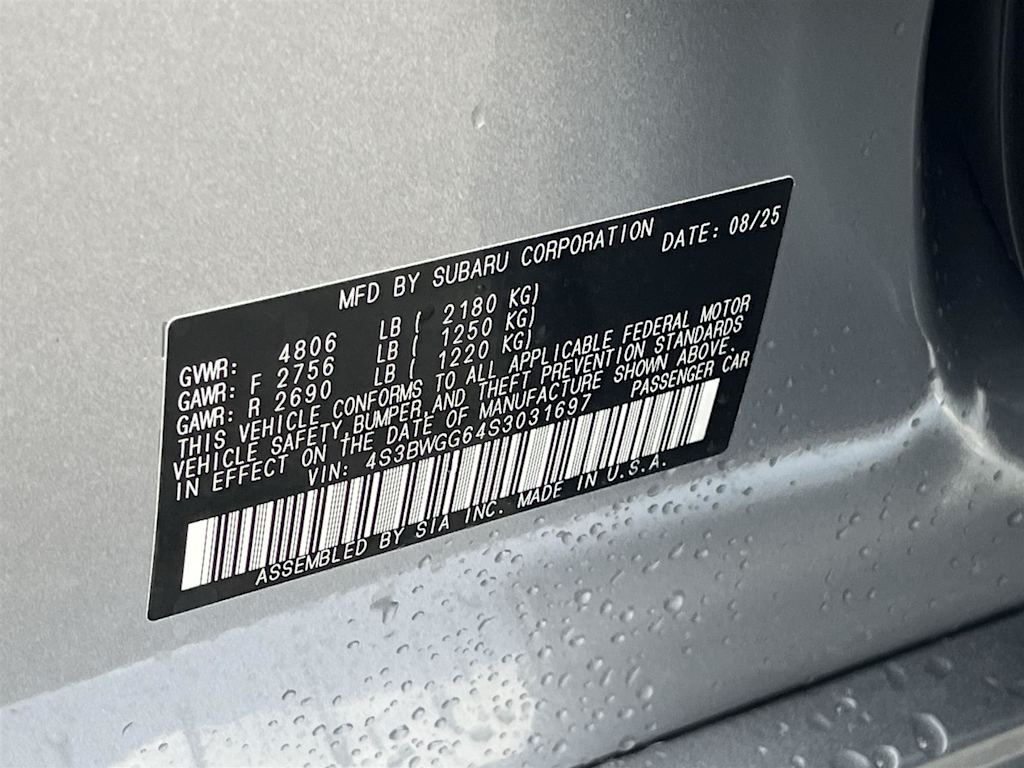 MFD BY SUBARU CORPORATION DATE: 08/25
GVWR: 4806 LB ( 2180 KG)
GAWR: F 2756 LB ( 1250 KG)
GAWR: R 2690 LB ( 1220 KG)
THIS VEHICLE CONFORMS TO ALL APPLICABLE FEDERAL MOTOR
VEHICLE SAFETY,BUMPER,AND THEFT PREVENTION STANDARDS
IN EFFECT ON THE DATE OF MANUFACTURE SHOWN ABOVE.
VIN: 4S3BWGG64S3031697 PASSENGER CAR
ASSEMBLED BY SIA INC. MADE IN U.S.A.